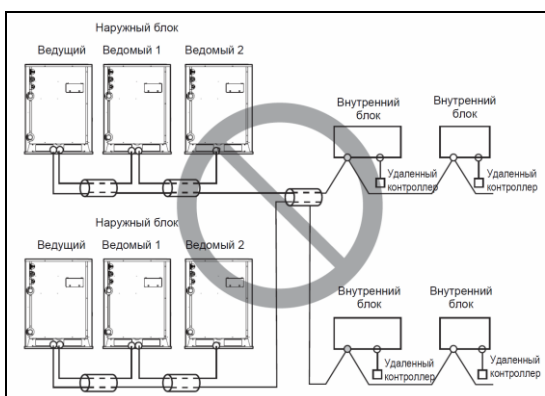 Наружный блок
Ведущий Ведомый 1 Ведомый 2
Внутренний блок
Внутренний блок
Удаленный контроллер
Удаленный контроллер
Наружный блок
Ведущий Ведомый 1 Ведомый 2
Внутренний блок
Внутренний блок
Удаленный контроллер
Удаленный контроллер